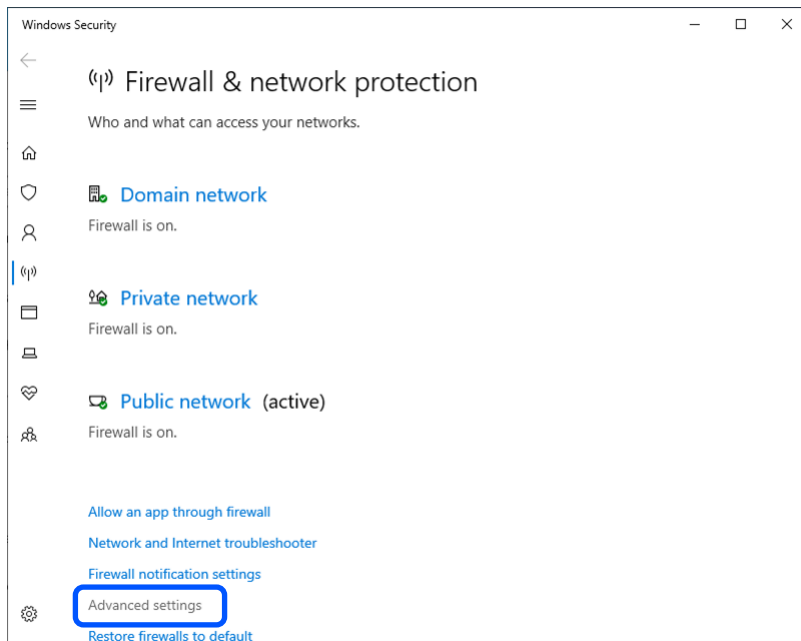 Windows Security
Firewall & network protection
Who and what can access your networks.
Domain network
Firewall is on.
Private network
Firewall is on.
Public network (active)
Firewall is on.
Allow an app through firewall
Network and Internet troubleshooter
Firewall notification settings
Advanced settings
Restore firewalls to default